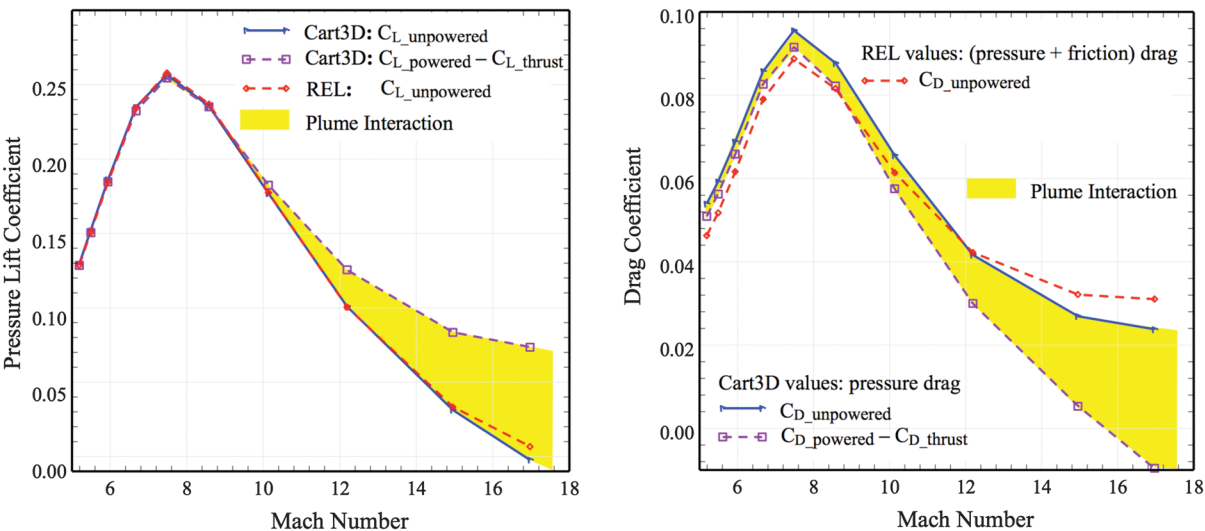 Cart3D: C_L_unpowered
Cart3D: C_L_powered − C_L_thrust
REL: C_L_unpowered
Plume Interaction
Pressure Lift Coefficient
0.25
0.20
0.15
0.10
0.05
0.00
6 8 10 12 14 16 18
Mach Number
REL values: (pressure + friction) drag
C_D_unpowered
Plume Interaction
Cart3D values: pressure drag
C_D_unpowered
C_D_powered − C_D_thrust
Drag Coefficient
0.10
0.08
0.06
0.04
0.02
0.00
6 8 10 12 14 16 18
Mach Number